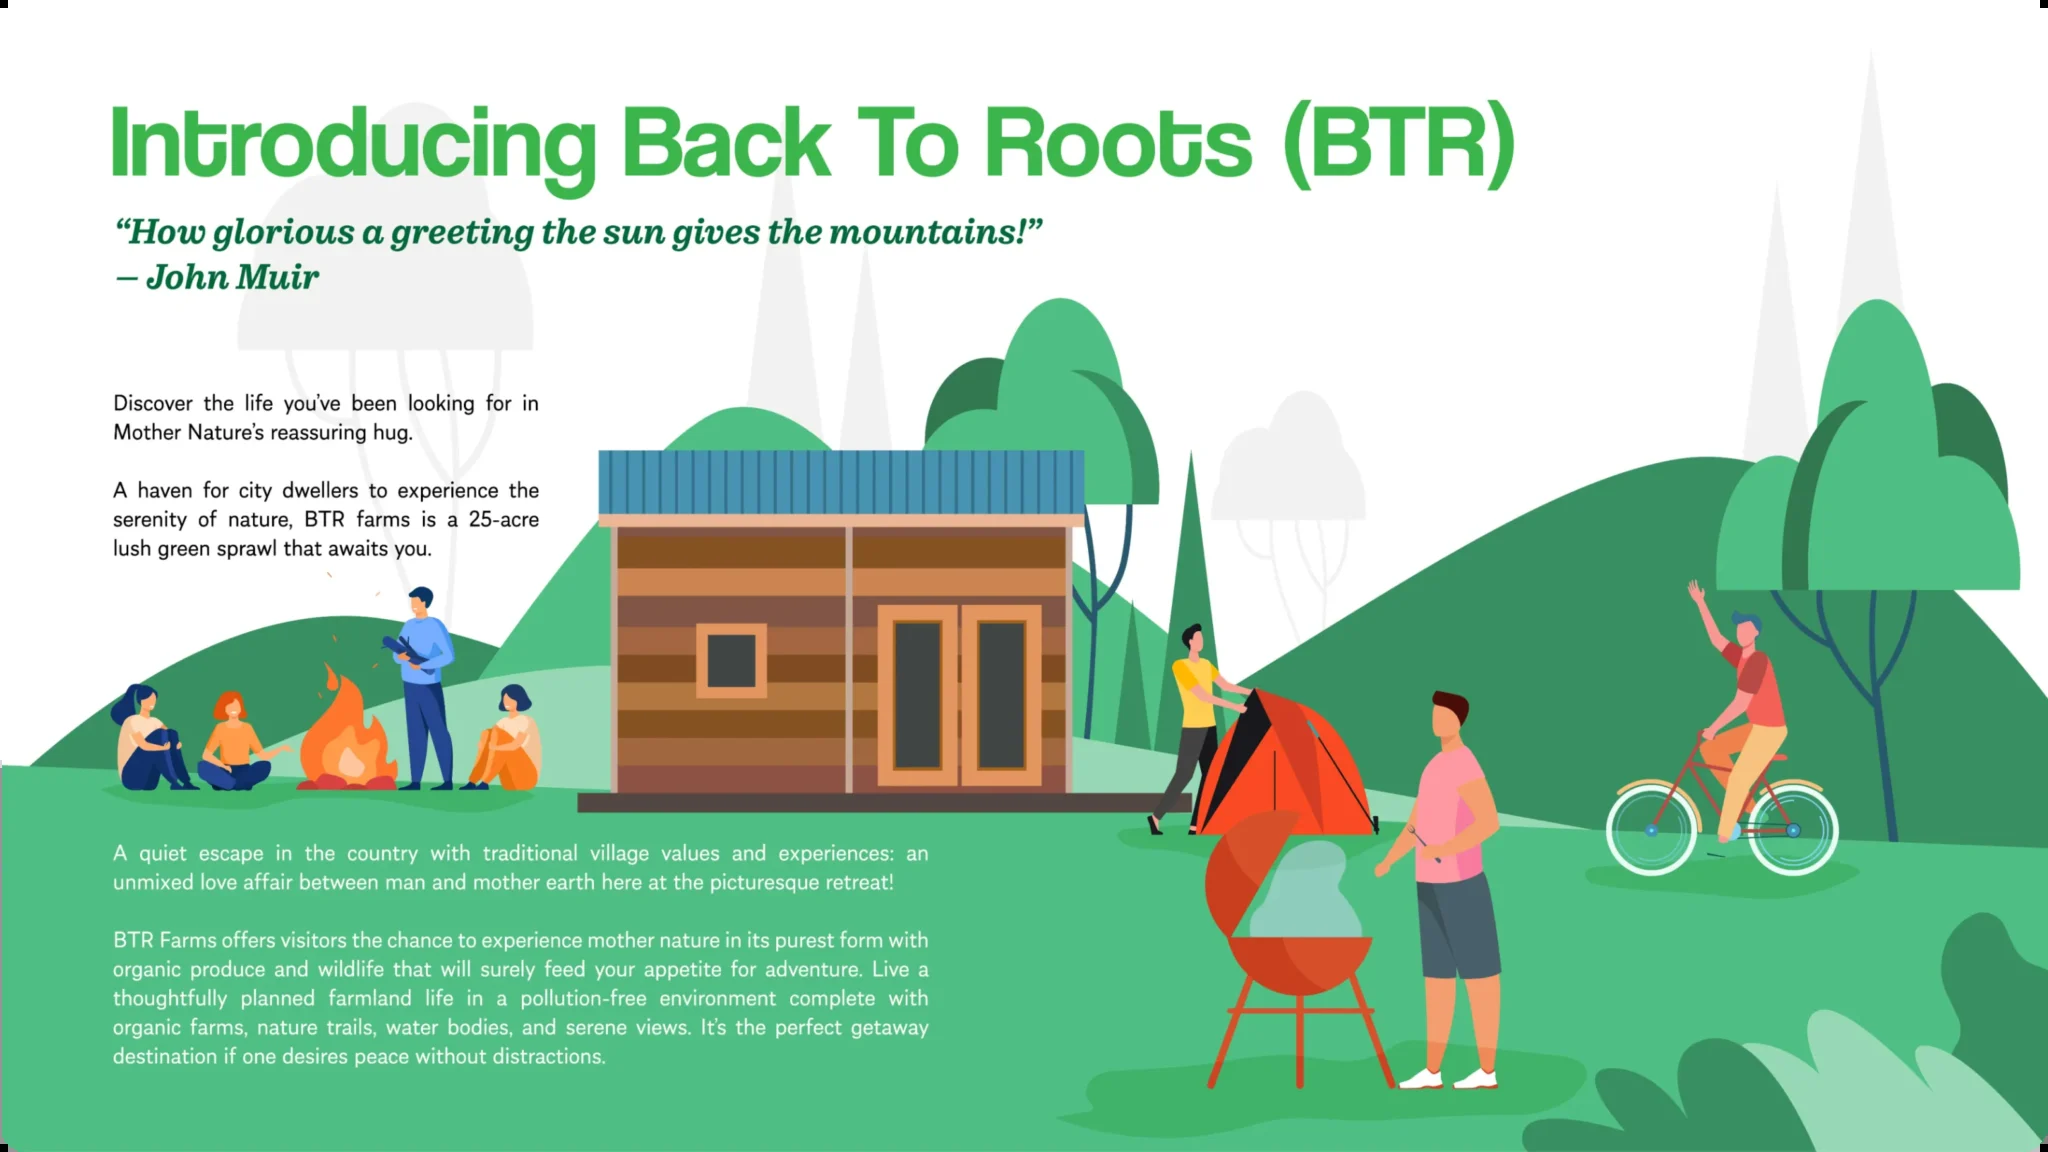 Introducing Back To Roots (BTR)
“How glorious a greeting the sun gives the mountains!”
– John Muir
Discover the life you’ve been looking for in
Mother Nature’s reassuring hug.
A haven for city dwellers to experience the
serenity of nature, BTR farms is a 25-acre
lush green sprawl that awaits you.
A quiet escape in the country with traditional village values and experiences: an
unmixed love affair between man and mother earth here at the picturesque retreat!
BTR Farms offers visitors the chance to experience mother nature in its purest form with
organic produce and wildlife that will surely feed your appetite for adventure. Live a
thoughtfully planned farmland life in a pollution-free environment complete with
organic farms, nature trails, water bodies, and serene views. It’s the perfect getaway
destination if one desires peace without distractions.